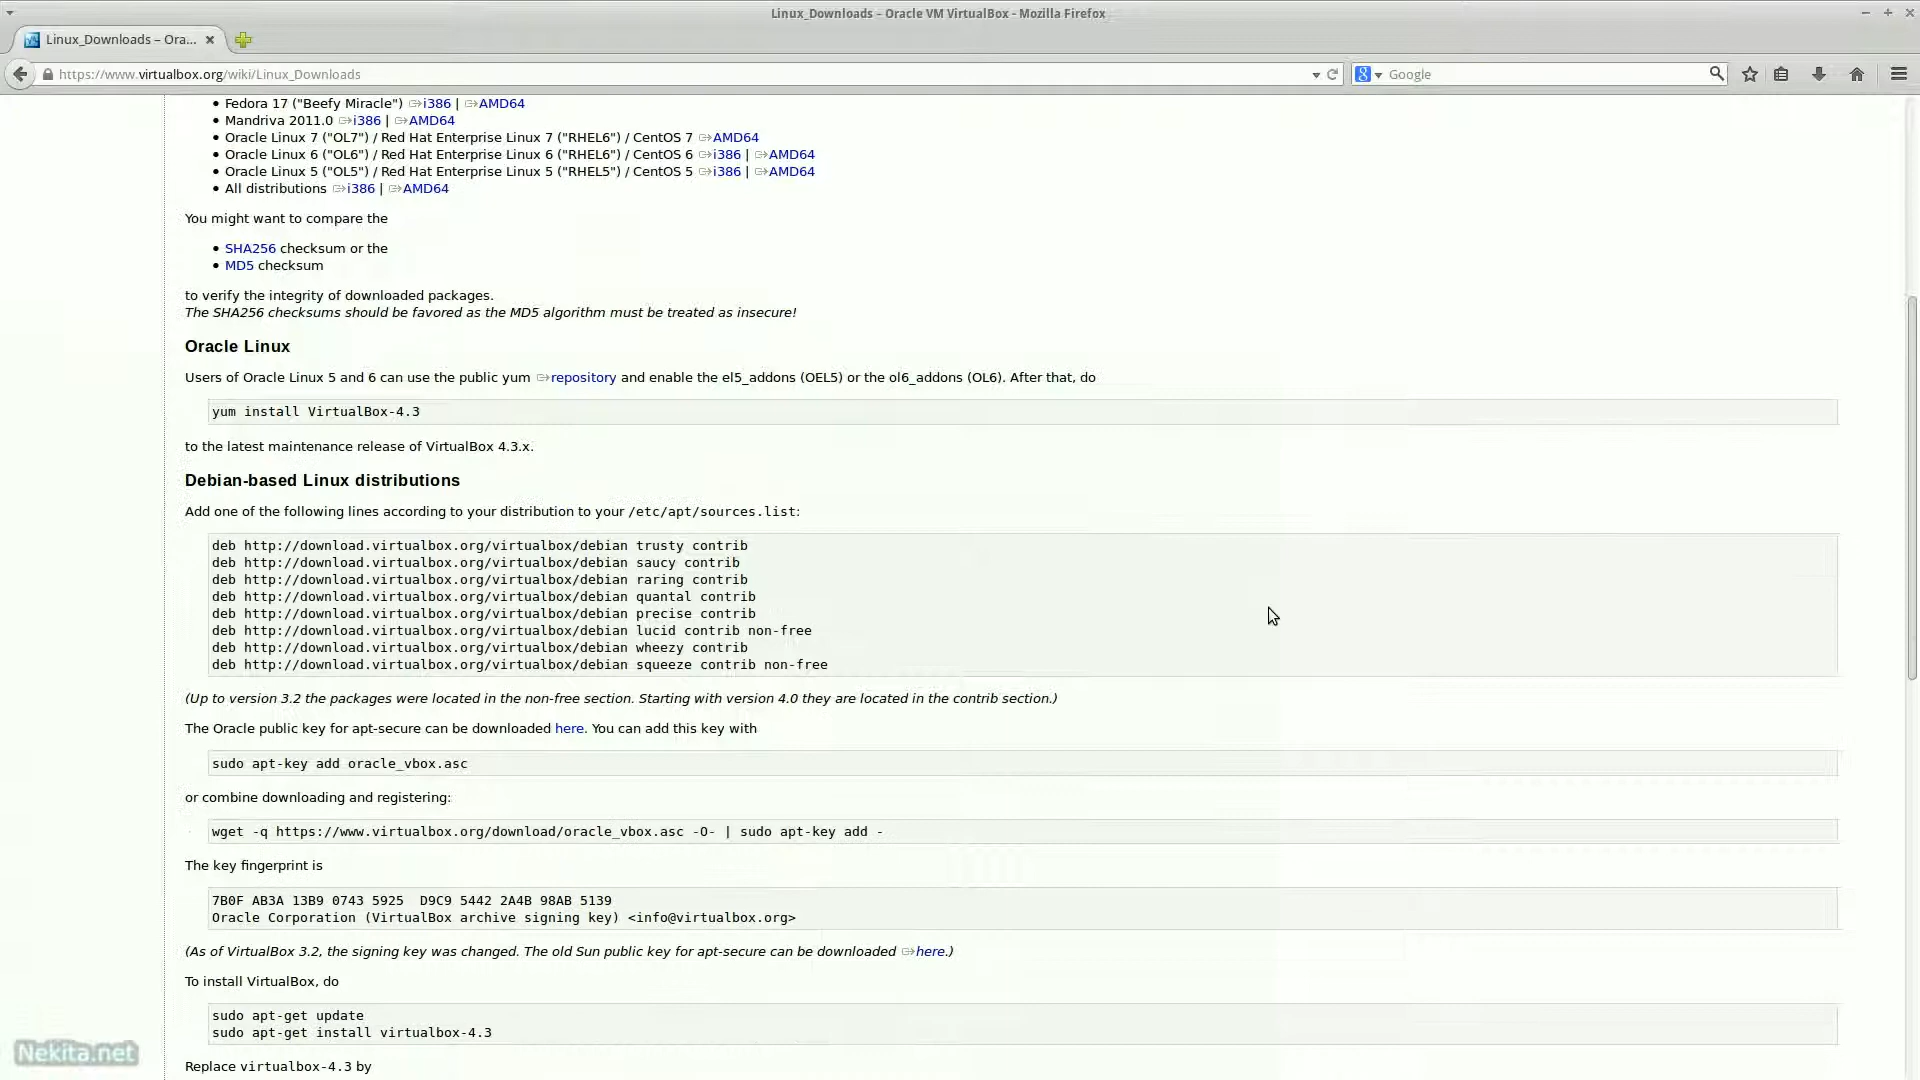 Linux_Downloads – Oracle VM VirtualBox - Mozilla Firefox
Linux_Downloads – Ora...
https://www.virtualbox.org/wiki/Linux_Downloads
Google
Fedora 17 ("Beefy Miracle") i386 | AMD64
Mandriva 2011.0 i386 | AMD64
Oracle Linux 7 ("OL7") / Red Hat Enterprise Linux 7 ("RHEL6") / CentOS 7 AMD64
Oracle Linux 6 ("OL6") / Red Hat Enterprise Linux 6 ("RHEL6") / CentOS 6 i386 | AMD64
Oracle Linux 5 ("OL5") / Red Hat Enterprise Linux 5 ("RHEL5") / CentOS 5 i386 | AMD64
All distributions i386 | AMD64
You might want to compare the
SHA256 checksum or the
MD5 checksum
to verify the integrity of downloaded packages.
The SHA256 checksums should be favored as the MD5 algorithm must be treated as insecure!
Oracle Linux
Users of Oracle Linux 5 and 6 can use the public yum repository and enable the el5_addons (OEL5) or the ol6_addons (OL6). After that, do
yum install VirtualBox-4.3
to the latest maintenance release of VirtualBox 4.3.x.
Debian-based Linux distributions
Add one of the following lines according to your distribution to your /etc/apt/sources.list:
deb http://download.virtualbox.org/virtualbox/debian trusty contrib
deb http://download.virtualbox.org/virtualbox/debian saucy contrib
deb http://download.virtualbox.org/virtualbox/debian raring contrib
deb http://download.virtualbox.org/virtualbox/debian quantal contrib
deb http://download.virtualbox.org/virtualbox/debian precise contrib
deb http://download.virtualbox.org/virtualbox/debian lucid contrib non-free
deb http://download.virtualbox.org/virtualbox/debian wheezy contrib
deb http://download.virtualbox.org/virtualbox/debian squeeze contrib non-free
(Up to version 3.2 the packages were located in the non-free section. Starting with version 4.0 they are located in the contrib section.)
The Oracle public key for apt-secure can be downloaded here. You can add this key with
sudo apt-key add oracle_vbox.asc
or combine downloading and registering:
wget -q https://www.virtualbox.org/download/oracle_vbox.asc -O- | sudo apt-key add -
The key fingerprint is
7B0F AB3A 13B9 0743 5925  D9C9 5442 2A4B 98AB 5139
Oracle Corporation (VirtualBox archive signing key) <info@virtualbox.org>
(As of VirtualBox 3.2, the signing key was changed. The old Sun public key for apt-secure can be downloaded here.)
To install VirtualBox, do
sudo apt-get update
sudo apt-get install virtualbox-4.3
Nekita.net
Replace virtualbox-4.3 by